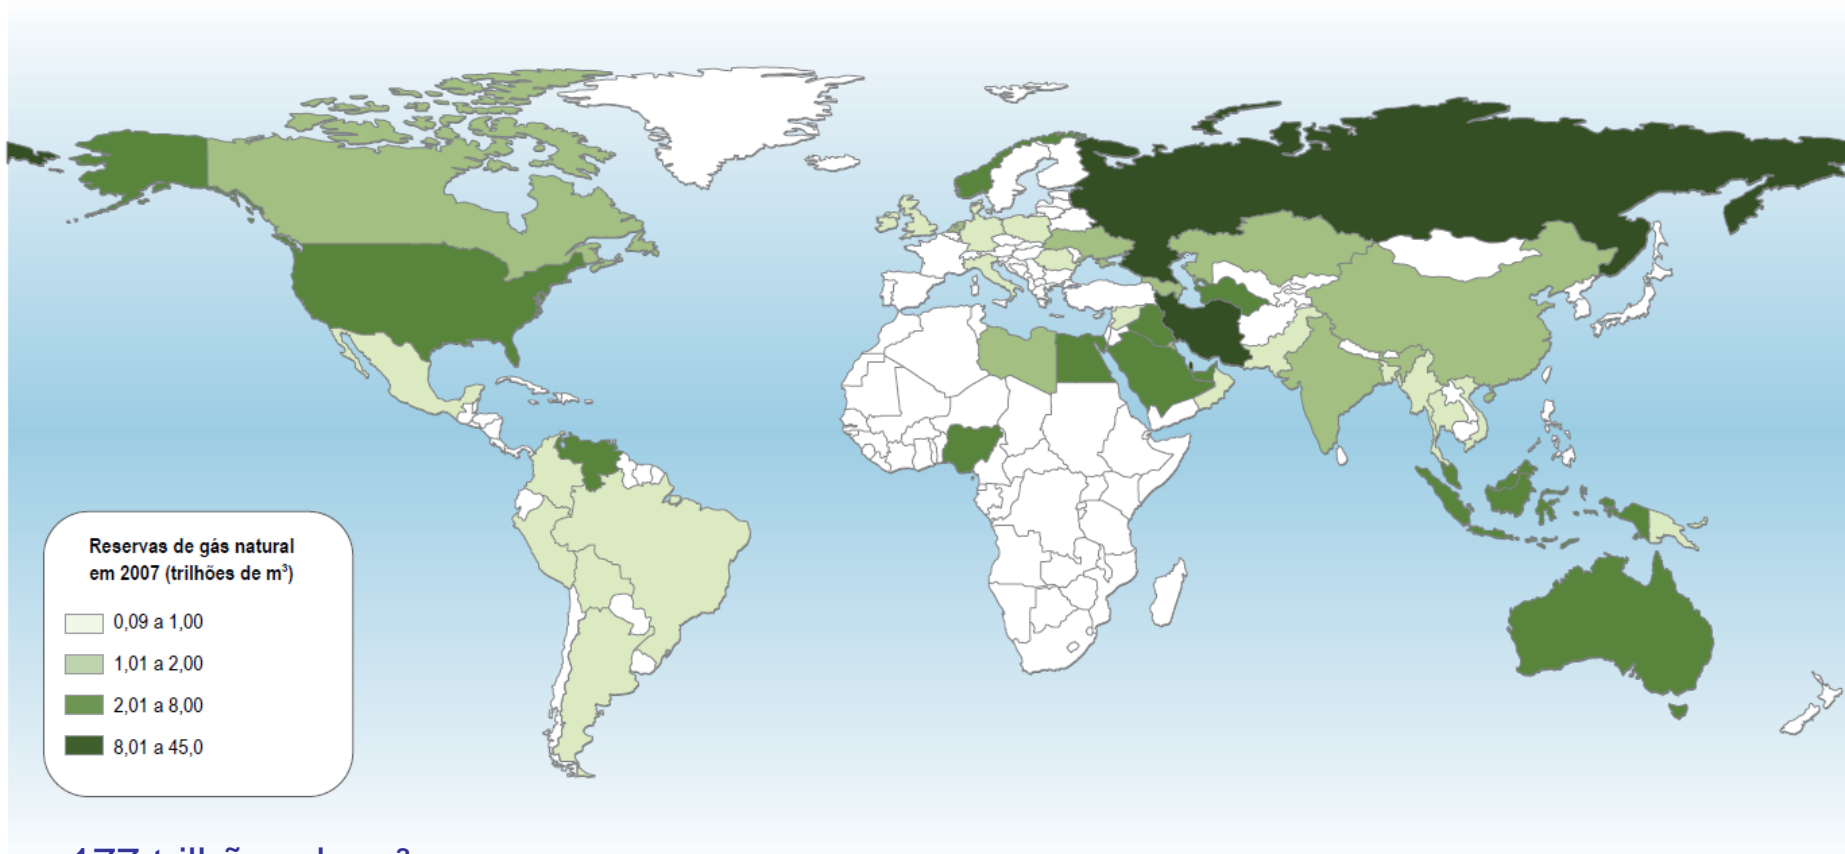 Reservas de gás natural
em 2007 (trilhões de m³)
0,09 a 1,00
1,01 a 2,00
2,01 a 8,00
8,01 a 45,0